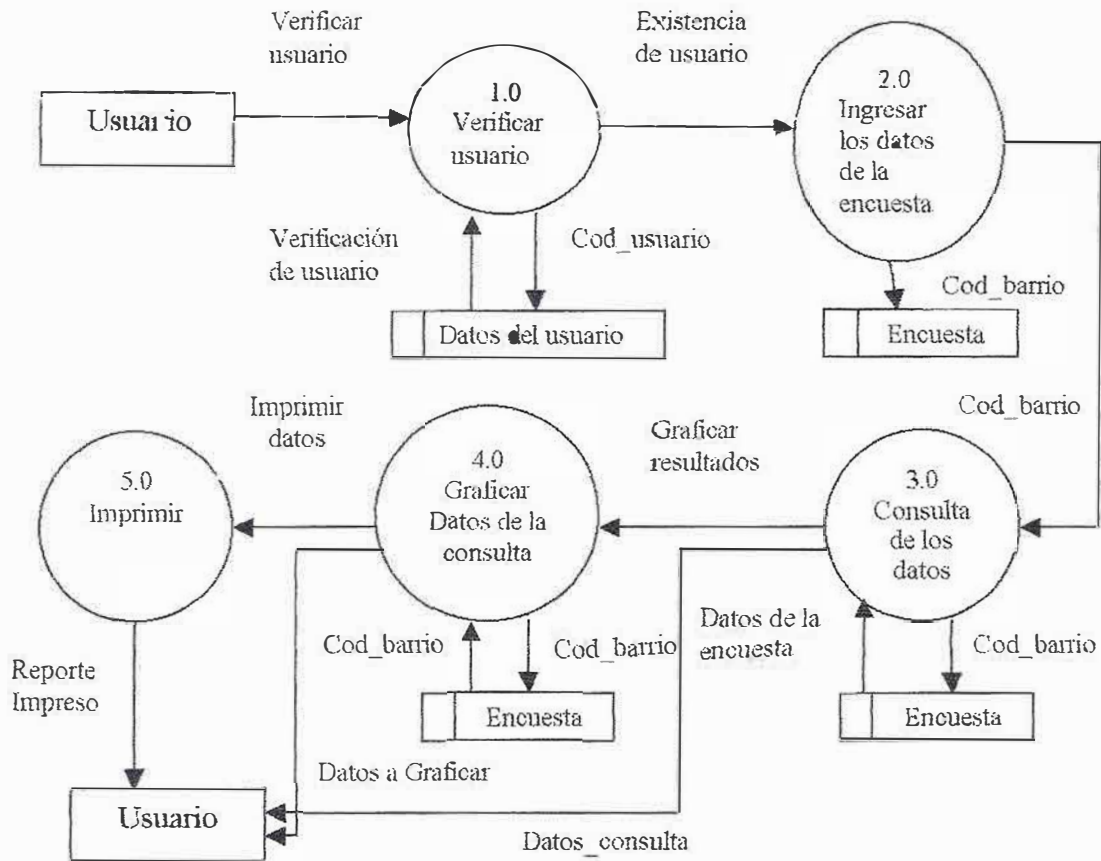 Verificar
usuario
Existencia
de usuario
Usuario
1.0
Verificar
usuario
2.0
Ingresar
los datos
de la
encuesta
Verificación
de usuario
Cod_usuario
Cod_barrio
Datos del usuario
Encuesta
Imprimir
datos
Graficar
resultados
Cod_barrio
5.0
Imprimir
4.0
Graficar
Datos de la
consulta
3.0
Consulta
de los
datos
Reporte
Impreso
Cod_barrio
Cod_barrio
Datos de la
encuesta
Cod_barrio
Encuesta
Encuesta
Datos a Graficar
Usuario
Datos_consulta